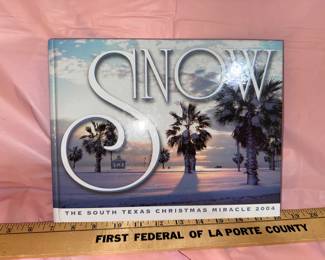 SNOW
THE SOUTH TEXAS CHRISTMAS MIRACLE 2004
FIRST FEDERAL OF LA PORTE COUNTY